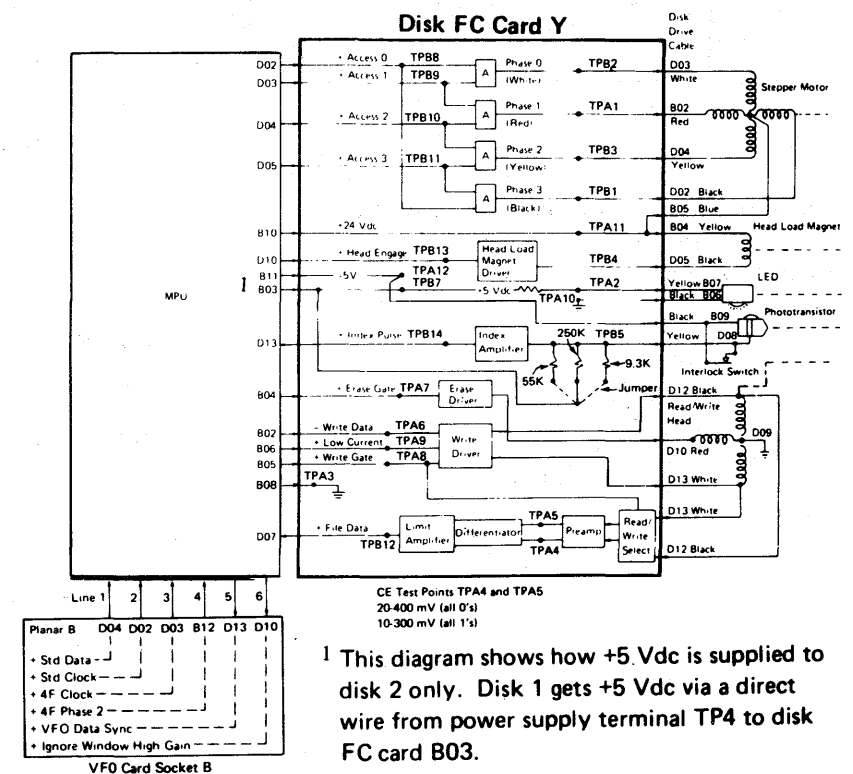 Disk FC Card Y
Disk
Drive
Cable
MPU
D02
D03
D04
D05
B10
D10
B11
1
B03
D13
B04
B02
B06
B05
B08
D07
+ Access 0 TPB8
+ Access 1 TPB9
+ Access 2 TPB10
+ Access 3 TPB11
A
A
A
A
Phase 0
(White)
TPB2
Phase 1
(Red)
TPA1
Phase 2
(Yellow)
TPB3
Phase 3
(Black)
TPB1
D03
White
Stepper Motor
B02
Red
D04
Yellow
D02 Black
B05 Blue
+24 Vdc
TPA11
B04 Yellow
Head Load Magnet
+ Head Engage TPB13
Head Load
Magnet
Driver
TPB4
D05 Black
-5V
TPA12
TPB7
+5 Vdc
TPA10
TPA2
Yellow B07
Black B06
LED
Black B09
Phototransistor
Yellow D08
Interlock Switch
+ Index Pulse TPB14
Index
Amplifier
250K
TPB5
55K
9.3K
Jumper
+ Erase Gate TPA7
Erase
Driver
D12 Black
Read/Write
Head
- Write Data TPA6
+ Low Current TPA9
+ Write Gate TPA8
Write
Driver
D09
D10 Red
D13 White
TPA3
D13 White
+ File Data
TPB12
Limit
Amplifier
Differentiator
TPA5
TPA4
Preamp
Read/
Write
Select
D12 Black
Line 1 2 3 4 5 6
Planar B D04 D02 D03 B12 D13 D10
+ Std Data
+ Std Clock
+ 4F Clock
+ 4F Phase 2
+ VFO Data Sync
+ Ignore Window High Gain
VFO Card Socket B
CE Test Points TPA4 and TPA5
20-400 mV (all 0's)
10-300 mV (all 1's)
1 This diagram shows how +5 Vdc is supplied to
disk 2 only. Disk 1 gets +5 Vdc via a direct
wire from power supply terminal TP4 to disk
FC card B03.